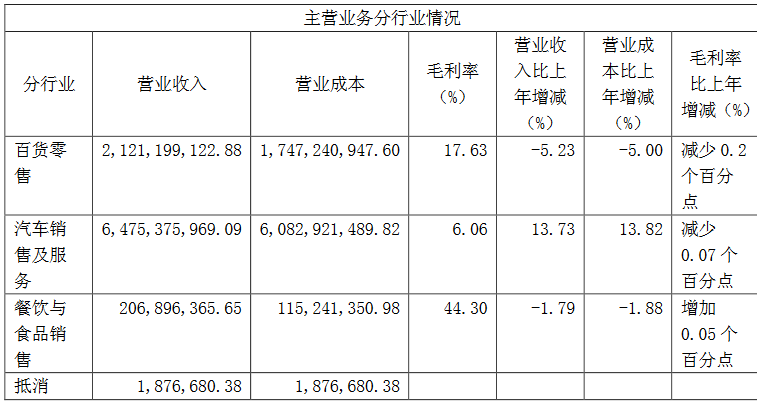 主营业务分行业情况
分行业 营业收入 营业成本 毛利率（%） 营业收入比上年增减（%） 营业成本比上年增减（%） 毛利率比上年增减（%）
百货零售 2,121,199,122.88 1,747,240,947.60 17.63 -5.23 -5.00 减少0.2个百分点
汽车销售及服务 6,475,375,969.09 6,082,921,489.82 6.06 13.73 13.82 减少0.07个百分点
餐饮与食品销售 206,896,365.65 115,241,350.98 44.30 -1.79 -1.88 增加0.05个百分点
抵消 1,876,680.38 1,876,680.38